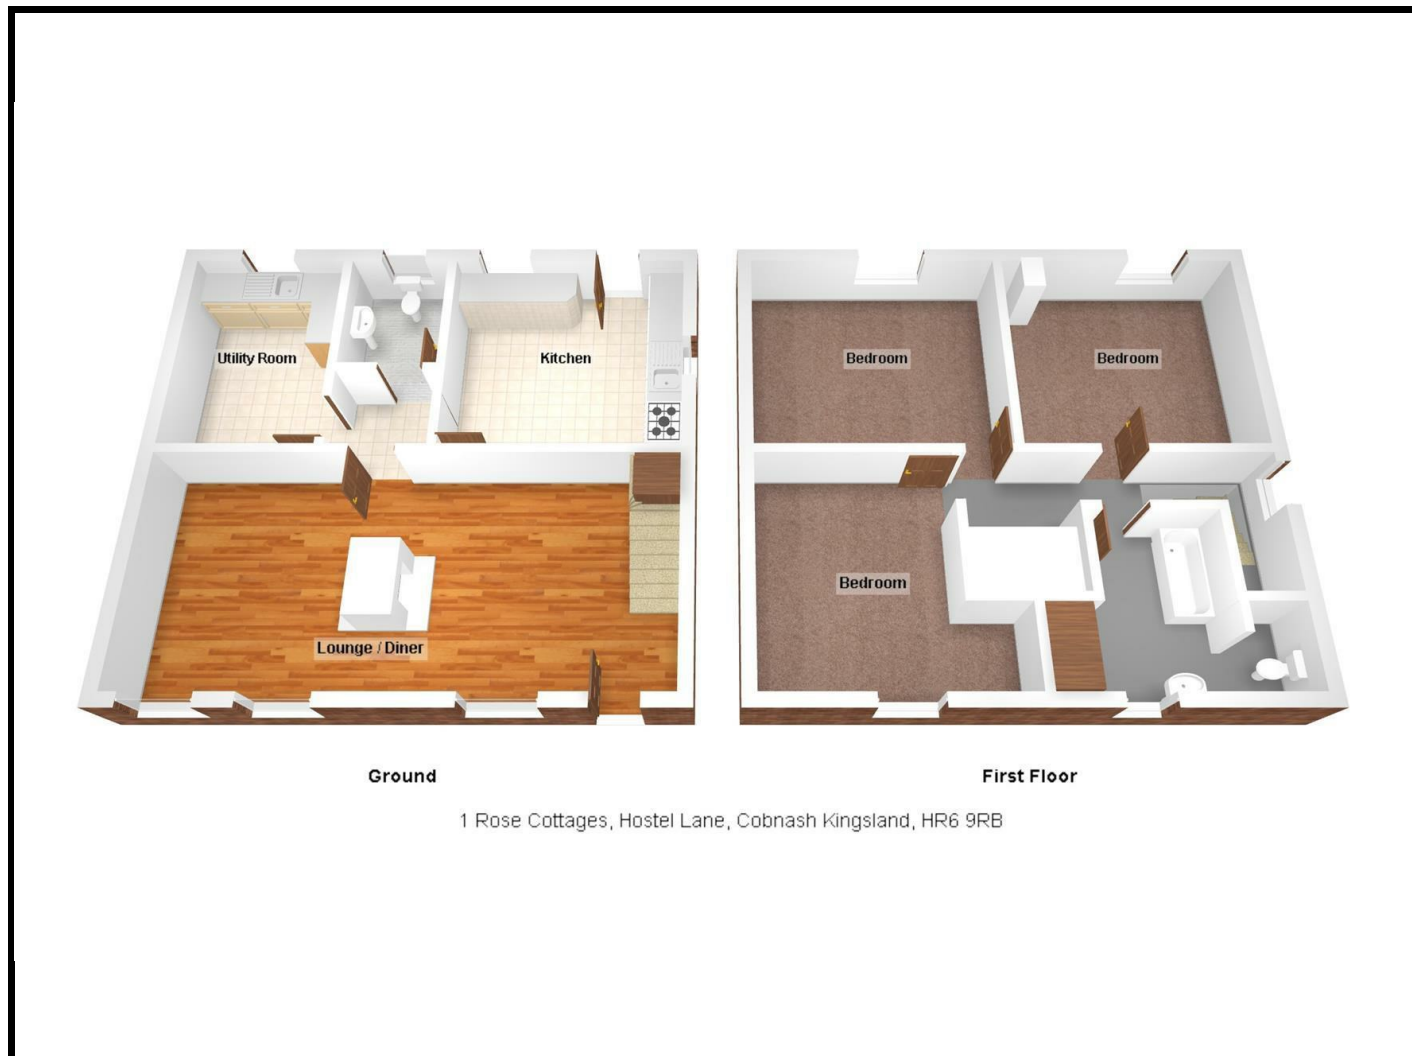 Utility Room
Kitchen
Lounge / Diner
Bedroom
Bedroom
Bedroom
Ground
First Floor
1 Rose Cottages, Hostel Lane, Cobnash Kingsland, HR6 9RB